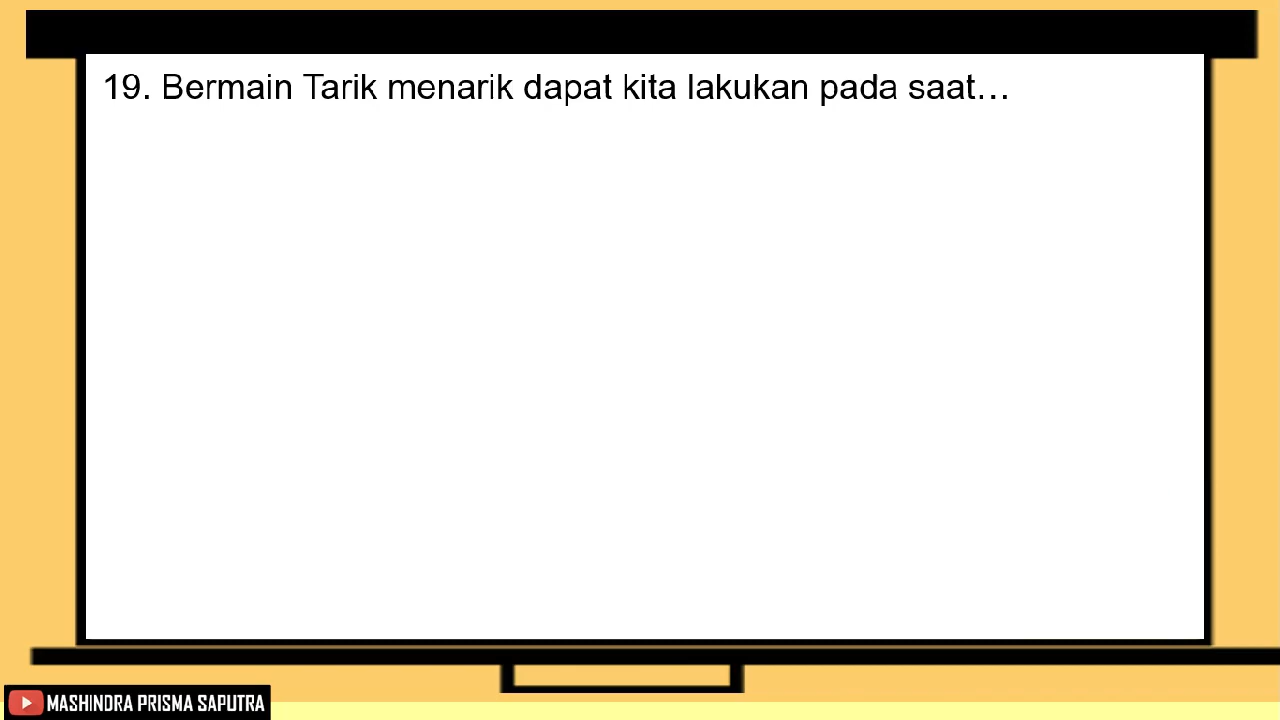 19. Bermain Tarik menarik dapat kita lakukan pada saat…
MASHINDRA PRISMA SAPUTRA